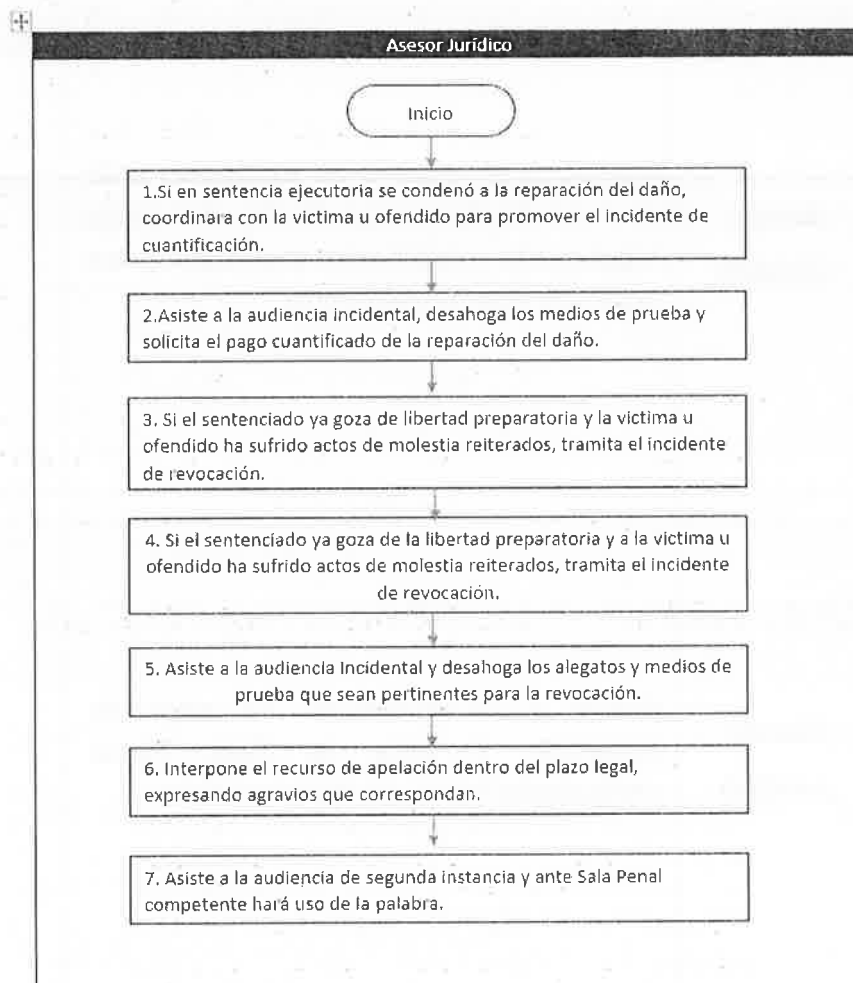 Asesor Jurídico
Inicio
1.Si en sentencia ejecutoria se condenó a la reparación del daño,
coordinara con la victima u ofendido para promover el incidente de
cuantificación.
2.Asiste a la audiencia incidental, desahoga los medios de prueba y
solicita el pago cuantificado de la reparación del daño.
3. Si el sentenciado ya goza de libertad preparatoria y la victima u
ofendido ha sufrido actos de molestia reiterados, tramita el incidente
de revocación.
4. Si el sentenciado ya goza de la libertad preparatoria y a la victima u
ofendido ha sufrido actos de molestia reiterados, tramita el incidente
de revocación.
5. Asiste a la audiencia Incidental y desahoga los alegatos y medios de
prueba que sean pertinentes para la revocación.
6. Interpone el recurso de apelación dentro del plazo legal,
expresando agravios que correspondan.
7. Asiste a la audiencia de segunda instancia y ante Sala Penal
competente hará uso de la palabra.